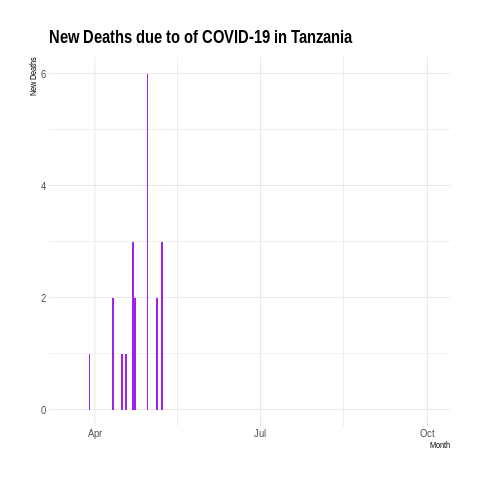 New Deaths due to of COVID-19 in Tanzania
New Deaths
6
4
2
0
Apr
Jul
Oct
Month